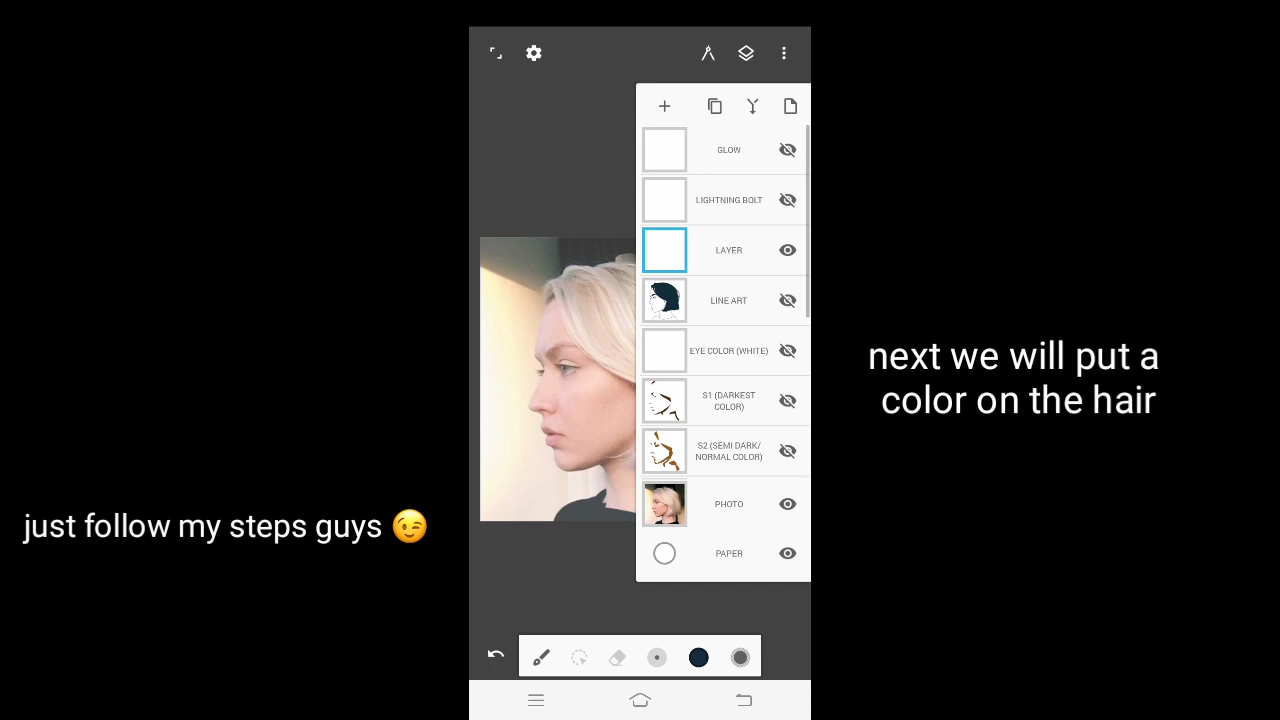 GLOW
LIGHTNING BOLT
LAYER
LINE ART
EYE COLOR (WHITE)
S1 (DARKEST
COLOR)
S2 (SEMI DARK/
NORMAL COLOR)
PHOTO
PAPER
next we will put a
color on the hair
just follow my steps guys 😉